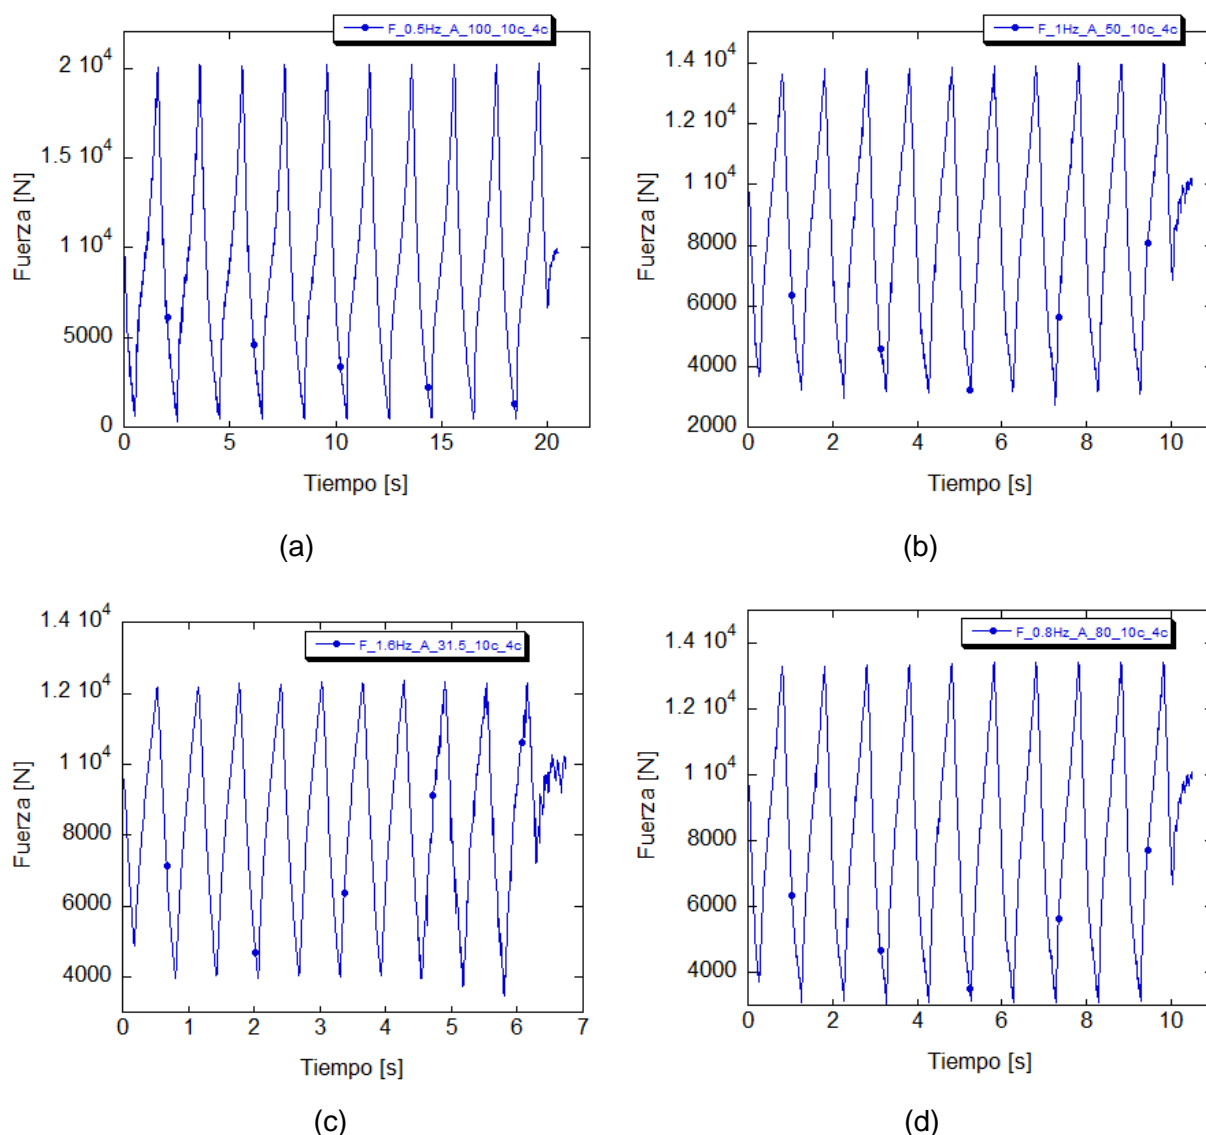 F_0.5Hz_A_100_10c_4c
2 10^4
1.5 10^4
1 10^4
5000
0
Fuerza [N]
0 5 10 15 20
Tiempo [s]
(a)
F_1Hz_A_50_10c_4c
1.4 10^4
1.2 10^4
1 10^4
8000
6000
4000
2000
Fuerza [N]
0 2 4 6 8 10
Tiempo [s]
(b)
F_1.6Hz_A_31.5_10c_4c
1.4 10^4
1.2 10^4
1 10^4
8000
6000
4000
Fuerza [N]
0 1 2 3 4 5 6 7
Tiempo [s]
(c)
F_0.8Hz_A_80_10c_4c
1.4 10^4
1.2 10^4
1 10^4
8000
6000
4000
Fuerza [N]
0 2 4 6 8 10
Tiempo [s]
(d)